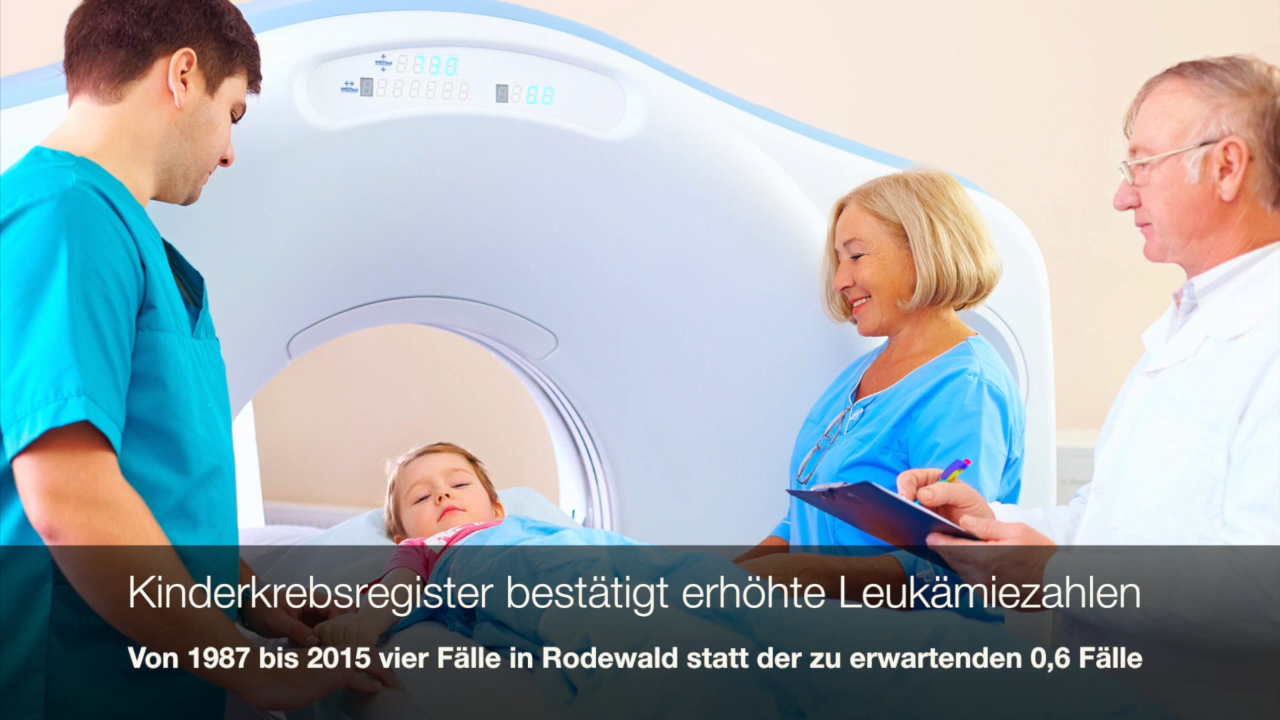 Kinderkrebsregister bestätigt erhöhte Leukämiezahlen
Von 1987 bis 2015 vier Fälle in Rodewald statt der zu erwartenden 0,6 Fälle